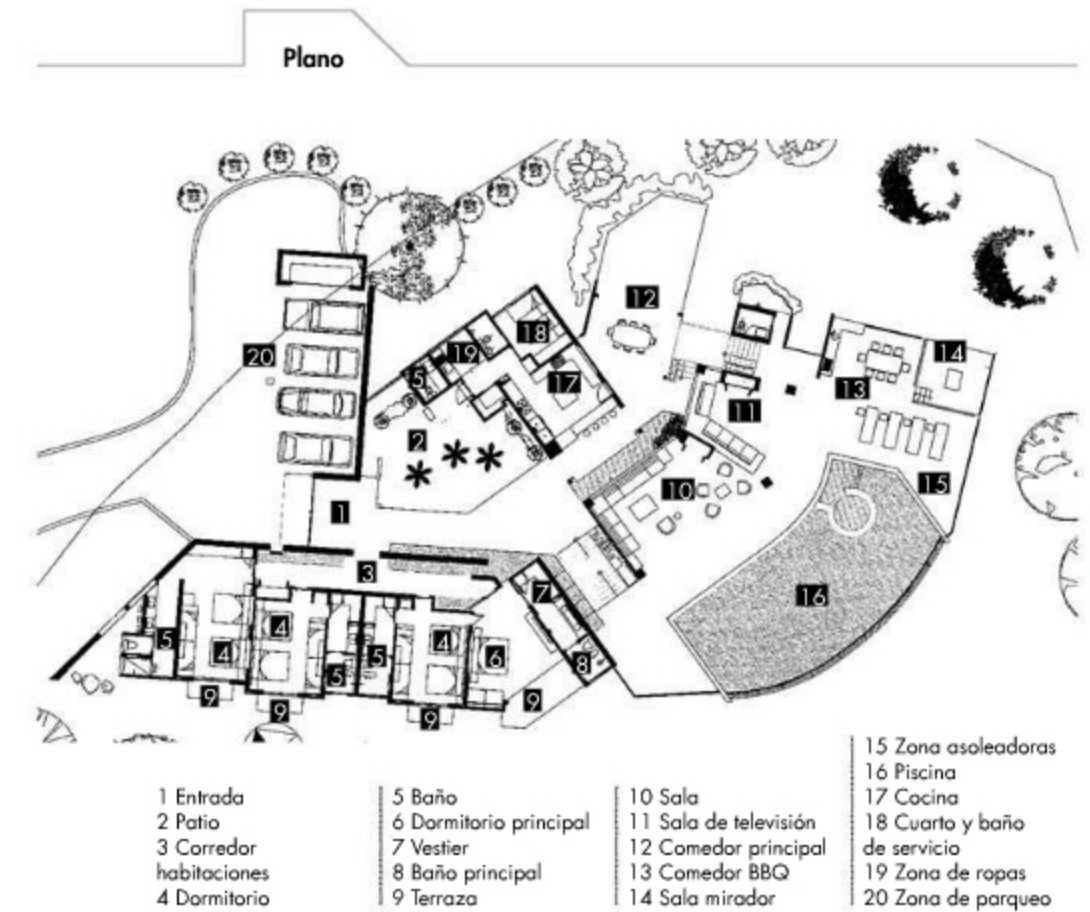 Plano
12
18
19
14
20
5
17
13
11
2
10
15
1
3
7
16
5
4
4
5
5
4
6
8
9
9
9
9
1 Entrada
2 Patio
3 Corredor
habitaciones
4 Dormitorio
5 Baño
6 Dormitorio principal
7 Vestier
8 Baño principal
9 Terraza
10 Sala
11 Sala de televisión
12 Comedor principal
13 Comedor BBQ
14 Sala mirador
15 Zona asoleadoras
16 Piscina
17 Cocina
18 Cuarto y baño
de servicio
19 Zona de ropas
20 Zona de parqueo